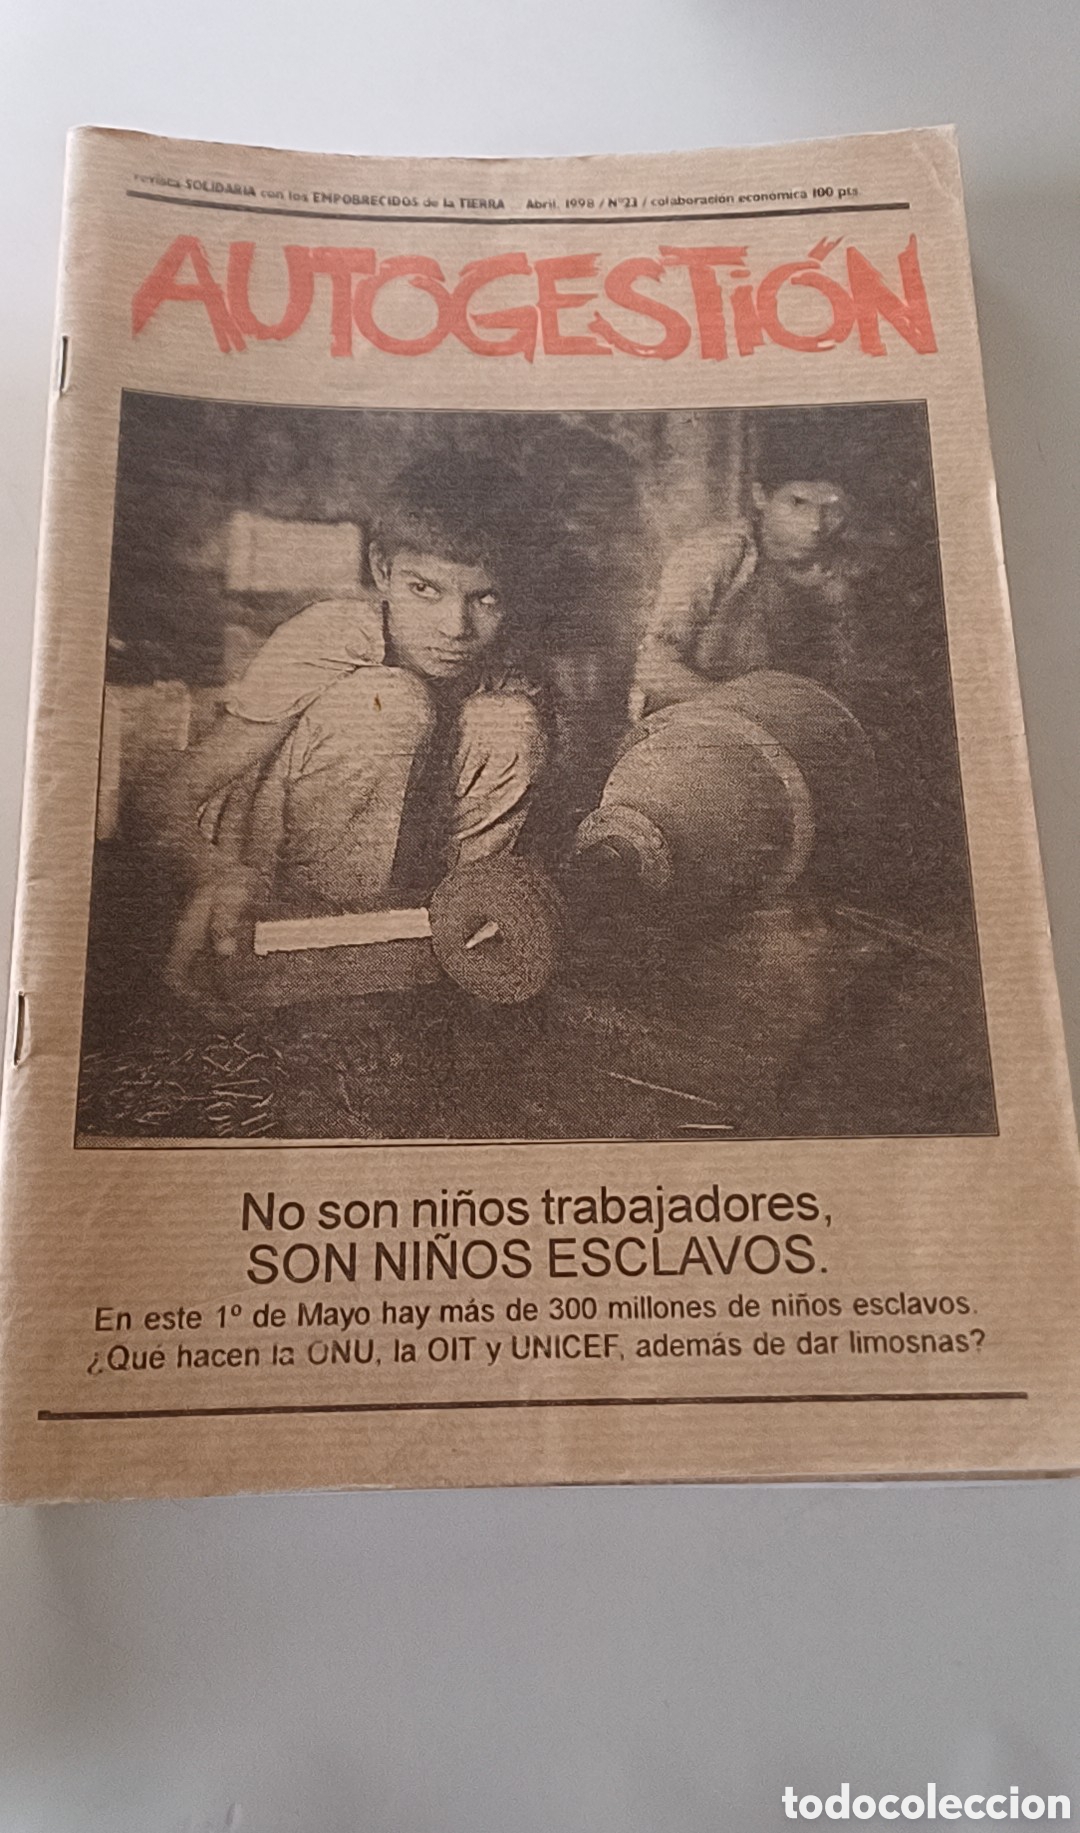 revista SOLIDARIA con los EMPOBRECIDOS de la TIERRA Abril, 1998 / Nº23 / colaboración económica 100 pts.
AUTOGESTIÓN
No son niños trabajadores,
SON NIÑOS ESCLAVOS.
En este 1º de Mayo hay más de 300 millones de niños esclavos.
¿Qué hacen la ONU, la OIT y UNICEF, además de dar limosnas?
todocoleccion